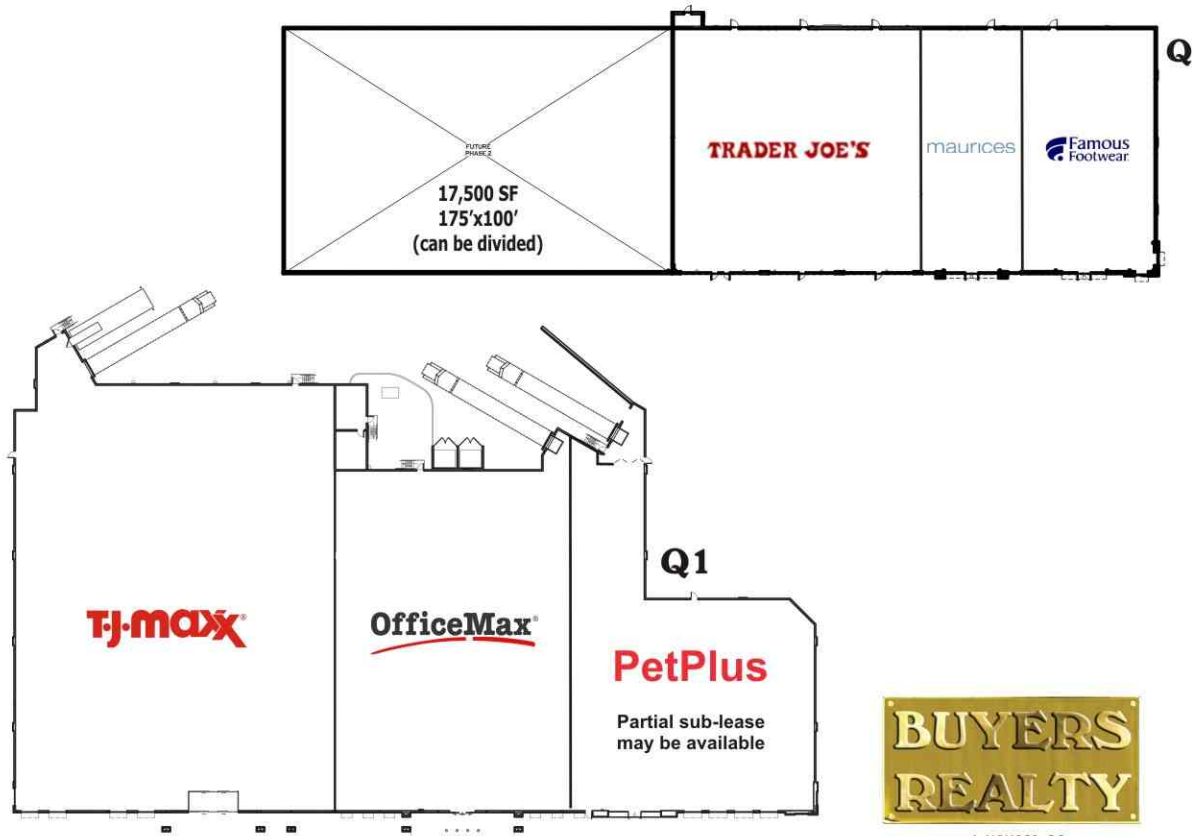 Q
FUTURE
PHASE 2
17,500 SF
175'x100'
(can be divided)
TRADER JOE'S
maurices
Famous
Footwear.
Q1
T·J·maxx®
OfficeMax®
PetPlus
Partial sub-lease
may be available
BUYERS
REALTY